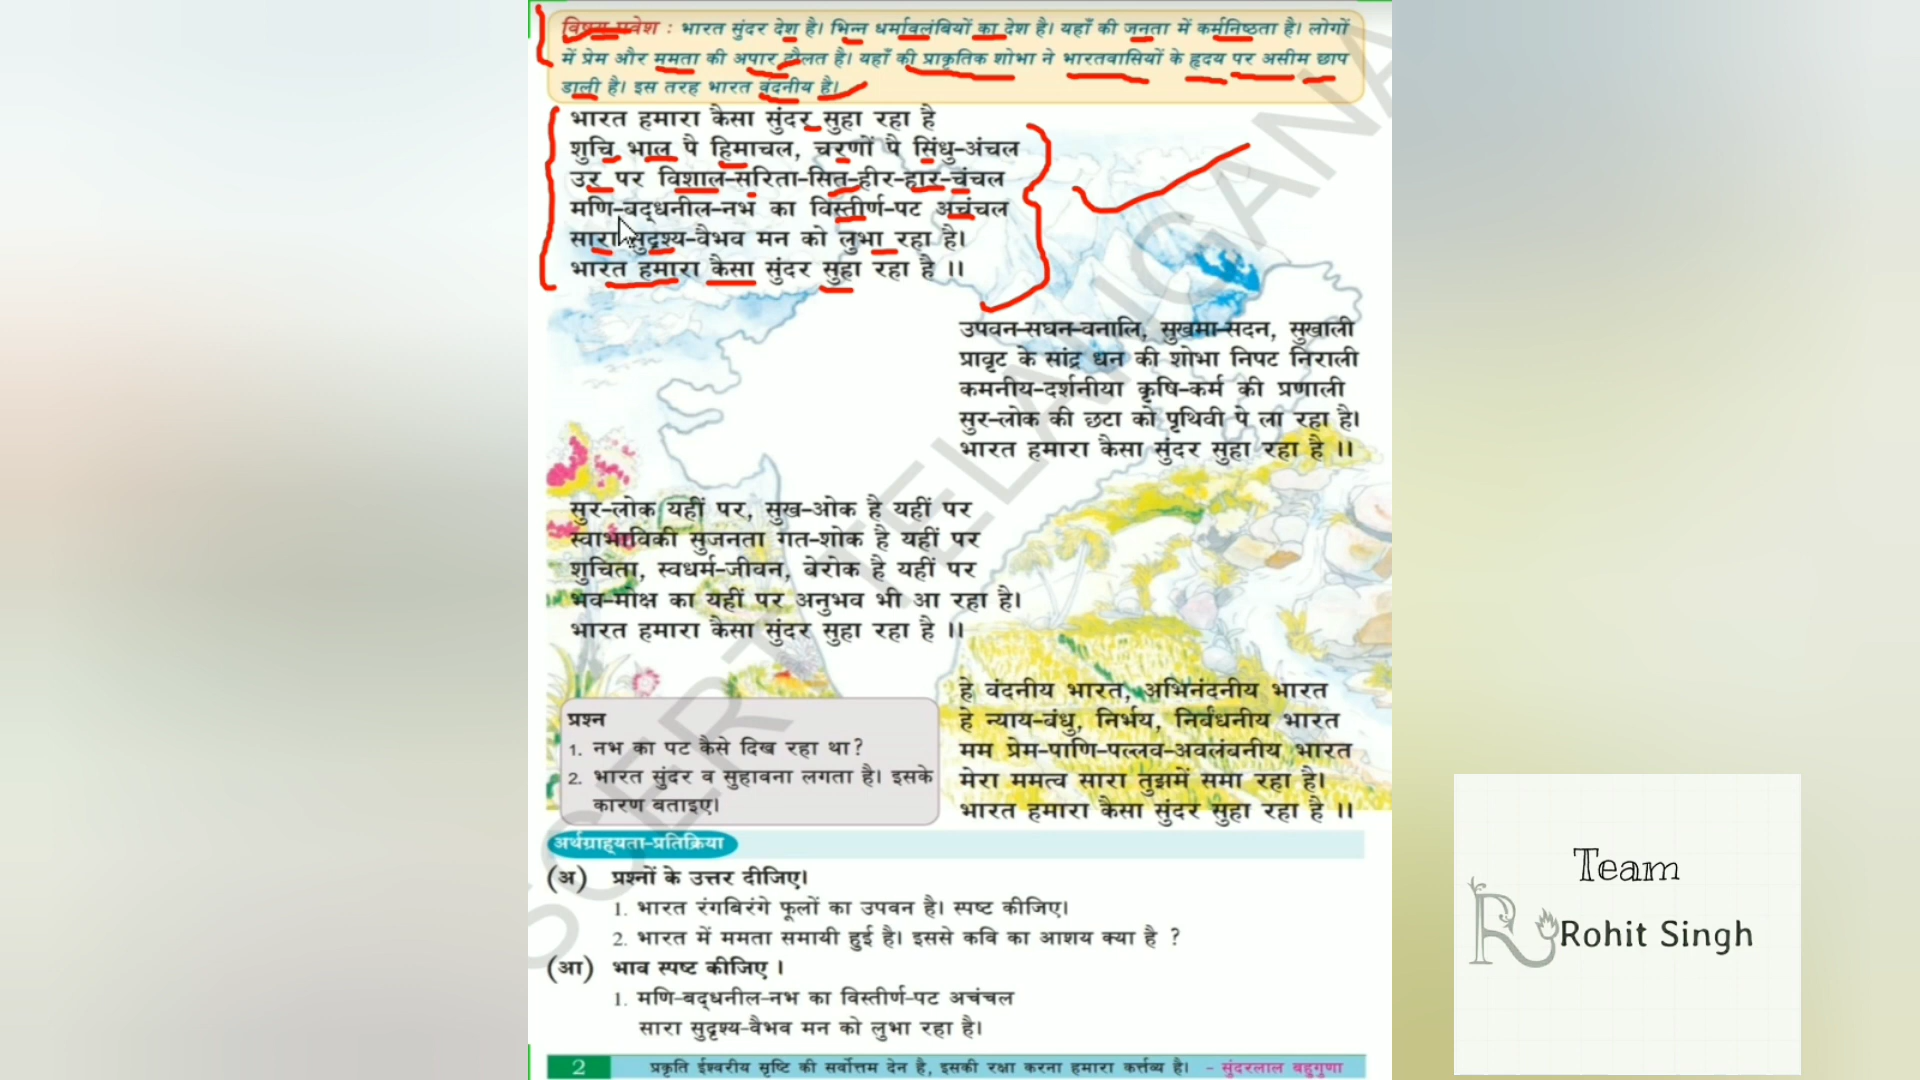 विषय प्रवेश : भारत सुंदर देश है। भिन्न धर्मावलंबियों का देश है। यहाँ की जनता में कर्मनिष्ठता है। लोगों
में प्रेम और ममता की अपार दौलत है। यहाँ की प्राकृतिक शोभा ने भारतवासियों के हृदय पर असीम छाप
डाली है। इस तरह भारत वंदनीय है।
भारत हमारा कैसा सुंदर सुहा रहा है
शुचि भाल पै हिमाचल, चरणों पै सिंधु-अंचल
उर पर विशाल-सरिता-सित-हीर-हार-चंचल
मणि-बद्धनील-नभ का विस्तीर्ण-पट अचंचल
सारा सुदृश्य-वैभव मन को लुभा रहा है।
भारत हमारा कैसा सुंदर सुहा रहा है ।।
उपवन-सघन-वनालि, सुखमा-सदन, सुखाली
प्रावृट के सांद्र धन की शोभा निपट निराली
कमनीय-दर्शनीया कृषि-कर्म की प्रणाली
सुर-लोक की छटा को पृथिवी पे ला रहा है।
भारत हमारा कैसा सुंदर सुहा रहा है ।।
सुर-लोक यहीं पर, सुख-ओक है यहीं पर
स्वाभाविकी सुजनता गत-शोक है यहीं पर
शुचिता, स्वधर्म-जीवन, बेरोक है यहीं पर
भव-मोक्ष का यहीं पर अनुभव भी आ रहा है।
भारत हमारा कैसा सुंदर सुहा रहा है ।।
हे वंदनीय भारत, अभिनंदनीय भारत
हे न्याय-बंधु, निर्भय, निर्बंधनीय भारत
मम प्रेम-पाणि-पल्लव-अवलंबनीय भारत
मेरा ममत्व सारा तुझमें समा रहा है।
भारत हमारा कैसा सुंदर सुहा रहा है ।।
प्रश्न
1. नभ का पट कैसे दिख रहा था?
2. भारत सुंदर व सुहावना लगता है। इसके
कारण बताइए।
अर्थग्राह्यता-प्रतिक्रिया
(अ) प्रश्नों के उत्तर दीजिए।
1. भारत रंगबिरंगे फूलों का उपवन है। स्पष्ट कीजिए।
2. भारत में ममता समायी हुई है। इससे कवि का आशय क्या है ?
(आ) भाव स्पष्ट कीजिए ।
1. मणि-बद्धनील-नभ का विस्तीर्ण-पट अचंचल
सारा सुदृश्य-वैभव मन को लुभा रहा है।
2 प्रकृति ईश्वरीय सृष्टि की सर्वोत्तम देन है, इसकी रक्षा करना हमारा कर्त्तव्य है। - सुंदरलाल बहुगुणा
SCERT TELANGANA
Team
R Rohit Singh